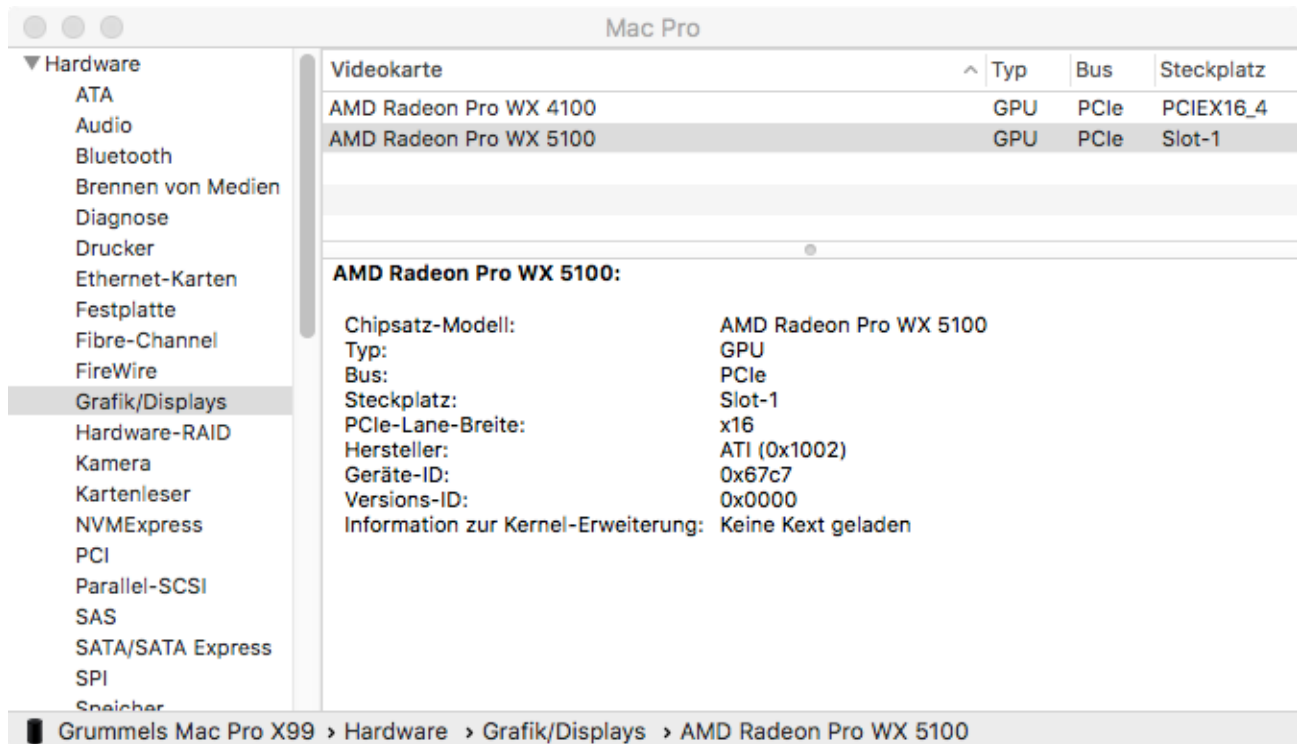 Mac Pro
Hardware
ATA
Audio
Bluetooth
Brennen von Medien
Diagnose
Drucker
Ethernet-Karten
Festplatte
Fibre-Channel
FireWire
Grafik/Displays
Hardware-RAID
Kamera
Kartenleser
NVMExpress
PCI
Parallel-SCSI
SAS
SATA/SATA Express
SPI
Speicher
Videokarte Typ Bus Steckplatz
AMD Radeon Pro WX 4100 GPU PCIe PCIEX16_4
AMD Radeon Pro WX 5100 GPU PCIe Slot-1
AMD Radeon Pro WX 5100:
Chipsatz-Modell: AMD Radeon Pro WX 5100
Typ: GPU
Bus: PCIe
Steckplatz: Slot-1
PCIe-Lane-Breite: x16
Hersteller: ATI (0x1002)
Geräte-ID: 0x67c7
Versions-ID: 0x0000
Information zur Kernel-Erweiterung: Keine Kext geladen
Grummels Mac Pro X99 › Hardware › Grafik/Displays › AMD Radeon Pro WX 5100